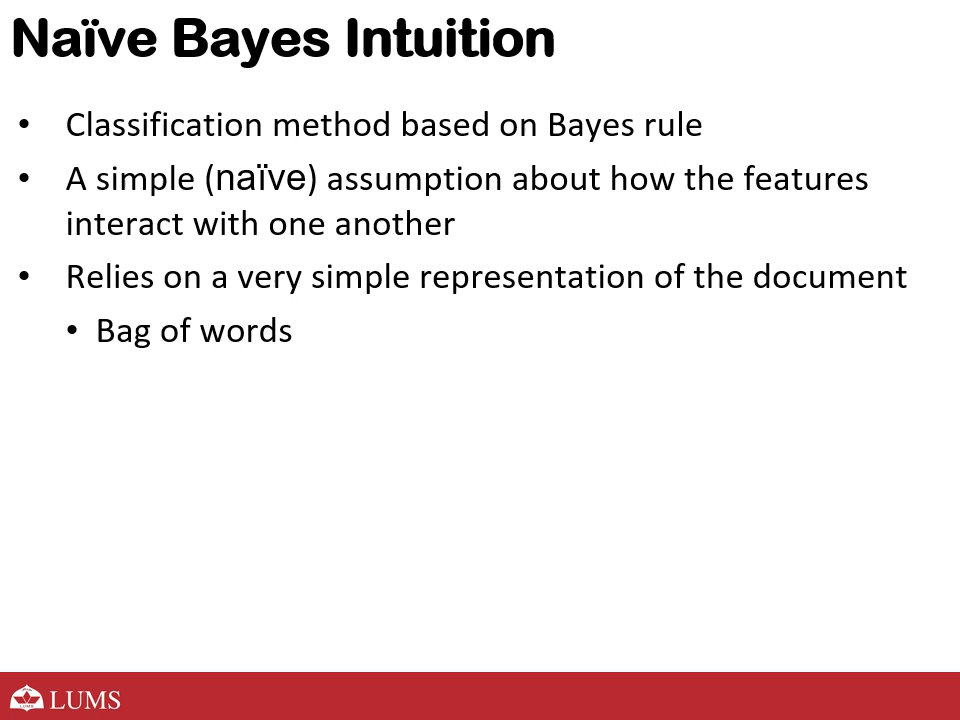 Naïve Bayes Intuition
• Classification method based on Bayes rule
• A simple (naïve) assumption about how the features
interact with one another
• Relies on a very simple representation of the document
• Bag of words
LUMS